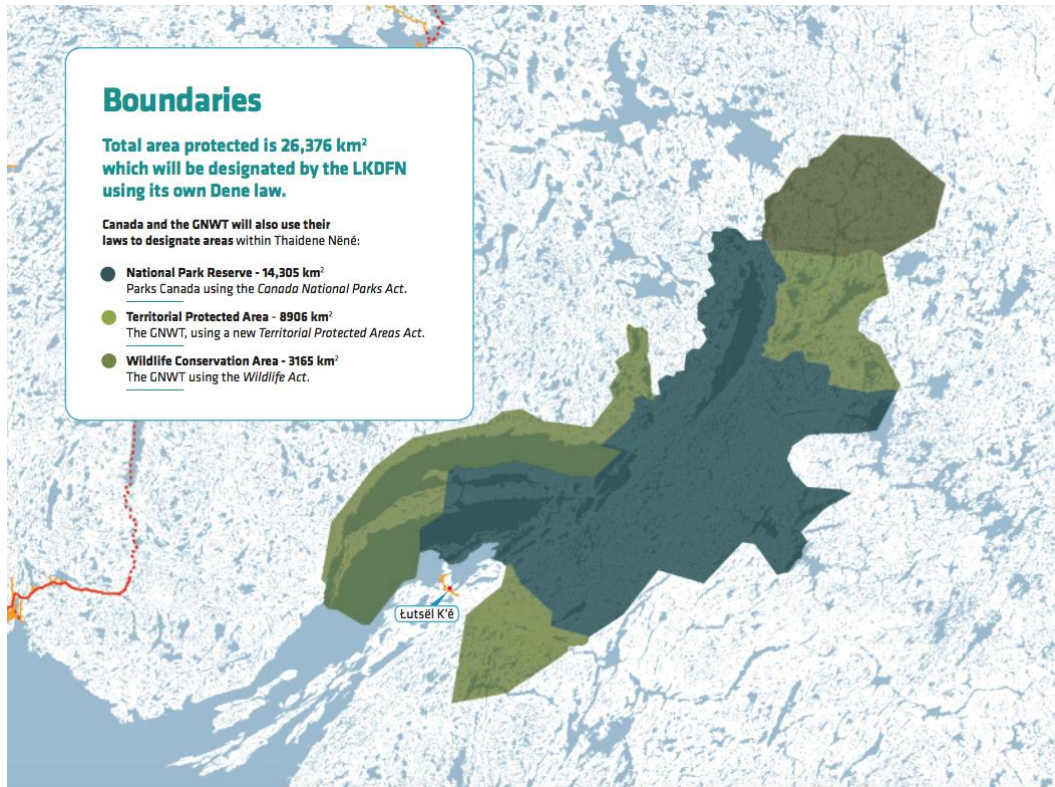 Boundaries
Total area protected is 26,376 km²
which will be designated by the LKDFN
using its own Dene law.
Canada and the GNWT will also use their
laws to designate areas within Thaidene Nëné:
National Park Reserve - 14,305 km²
Parks Canada using the Canada National Parks Act.
Territorial Protected Area - 8906 km²
The GNWT, using a new Territorial Protected Areas Act.
Wildlife Conservation Area - 3165 km²
The GNWT using the Wildlife Act.
Łutsël K'é